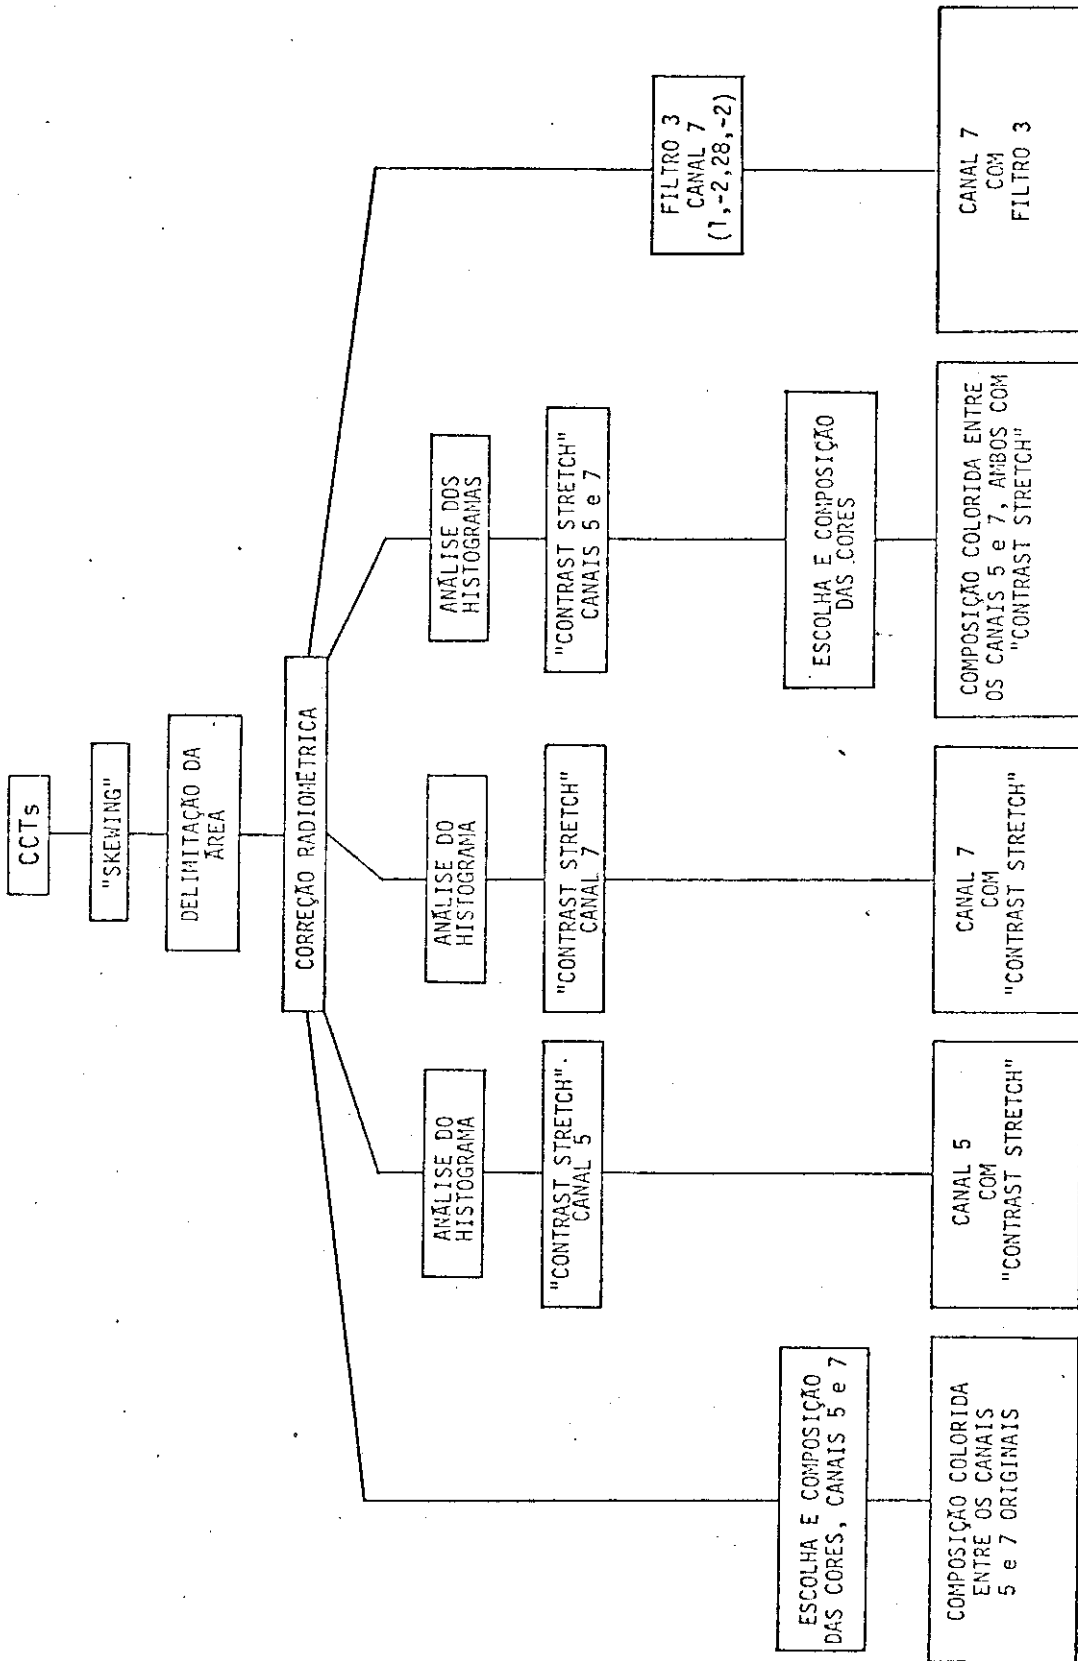 CCTs
"SKEWING"
DELIMITAÇÃO DA
ÁREA
CORREÇÃO RADIOMÉTRICA
ANÁLISE DO
HISTOGRAMA
ANÁLISE DO
HISTOGRAMA
ANÁLISE DOS
HISTOGRAMAS
"CONTRAST STRETCH".
CANAL 5
"CONTRAST STRETCH"
CANAL 7
"CONTRAST STRETCH"
CANAIS 5 e 7
FILTRO 3
CANAL 7
(1,-2,28,-2)
ESCOLHA E COMPOSIÇÃO
DAS CORES, CANAIS 5 e 7
ESCOLHA E COMPOSIÇÃO
DAS CORES
COMPOSIÇÃO COLORIDA
ENTRE OS CANAIS
5 e 7 ORIGINAIS
CANAL 5
COM
"CONTRAST STRETCH"
CANAL 7
COM
"CONTRAST STRETCH"
COMPOSIÇÃO COLORIDA ENTRE
OS CANAIS 5 e 7, AMBOS COM
"CONTRAST STRETCH"
CANAL 7
COM
FILTRO 3